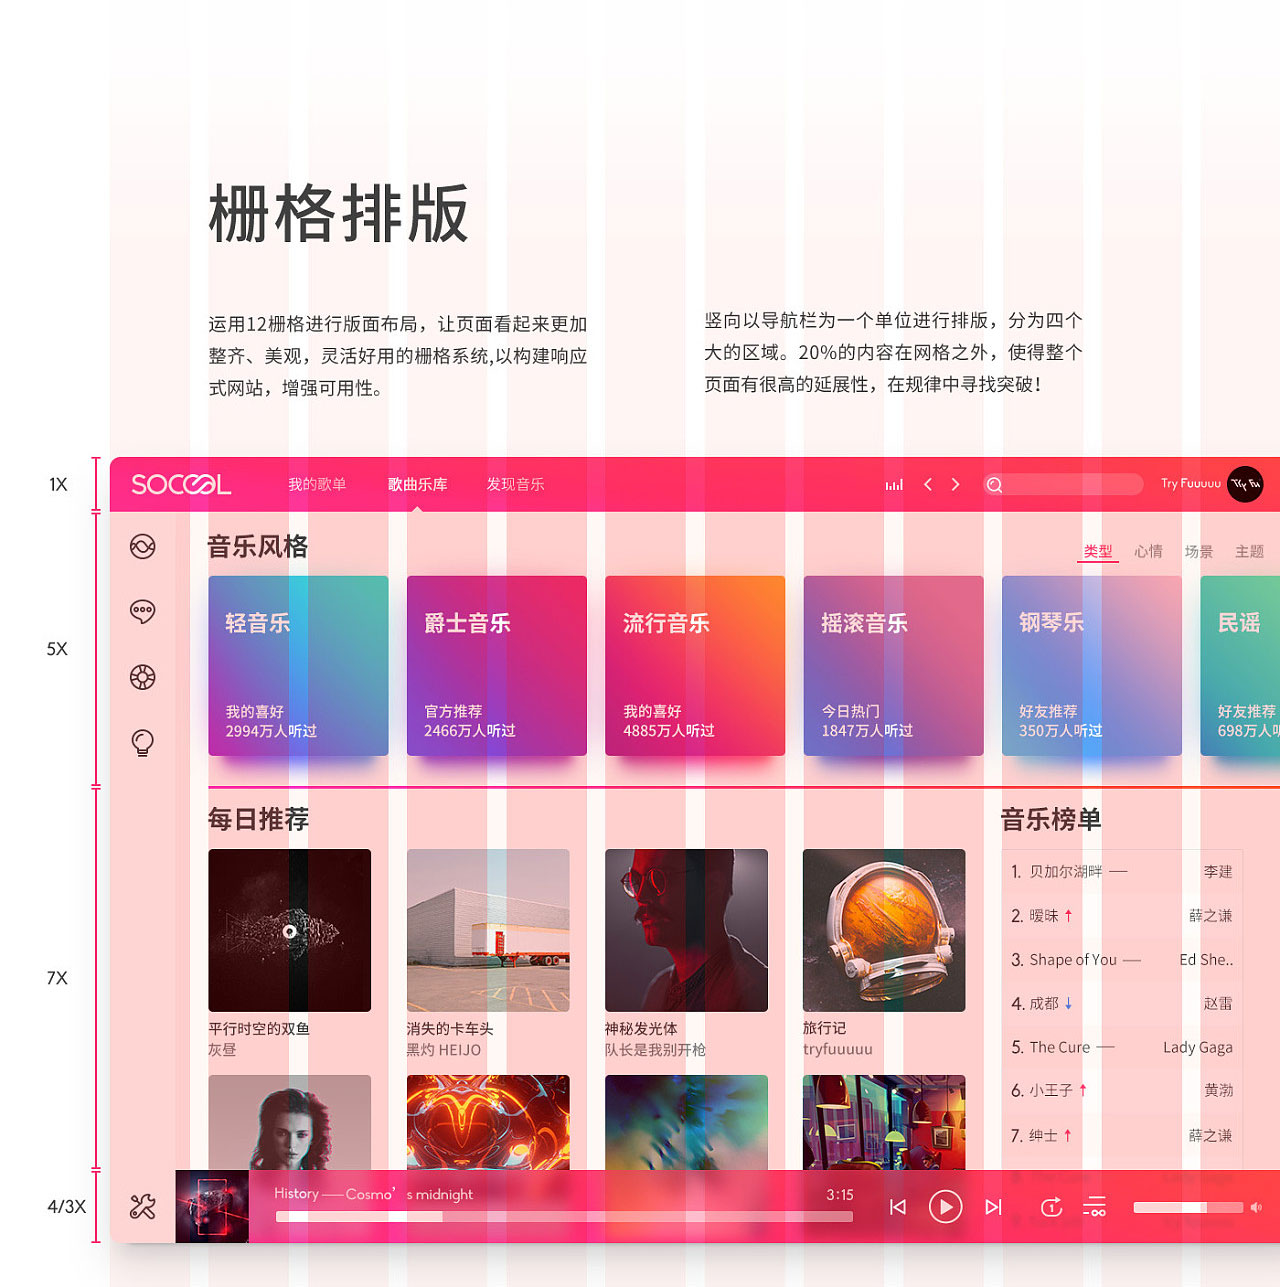 栅格排版
运用12栅格进行版面布局，让页面看起来更加
整齐、美观，灵活好用的栅格系统,以构建响应
式网站，增强可用性。
竖向以导航栏为一个单位进行排版，分为四个
大的区域。20%的内容在网格之外，使得整个
页面有很高的延展性，在规律中寻找突破！
1X
SOCOOL 我的歌单 歌曲乐库 发现音乐 Try Fuuuuu Try Fu
5X
音乐风格
类型 心情 场景 主题
轻音乐 爵士音乐 流行音乐 摇滚音乐 钢琴乐 民谣
我的喜好 官方推荐 我的喜好 今日热门 好友推荐 好友推荐
2994万人听过 2466万人听过 4885万人听过 1847万人听过 350万人听过 698万人
7X
每日推荐
平行时空的双鱼 消失的卡车头 神秘发光体 旅行记
灰昼 黑灼 HEIJO 队长是我别开枪 tryfuuuuu
音乐榜单
1. 贝加尔湖畔 — 李建
2. 暧昧 ↑ 薛之谦
3. Shape of You — Ed She..
4. 成都 ↓ 赵雷
5. The Cure — Lady Gaga
6. 小王子 ↑ 黄渤
7. 绅士 ↑ 薛之谦
4/3X
History —— Cosmo’s midnight 3:15
1